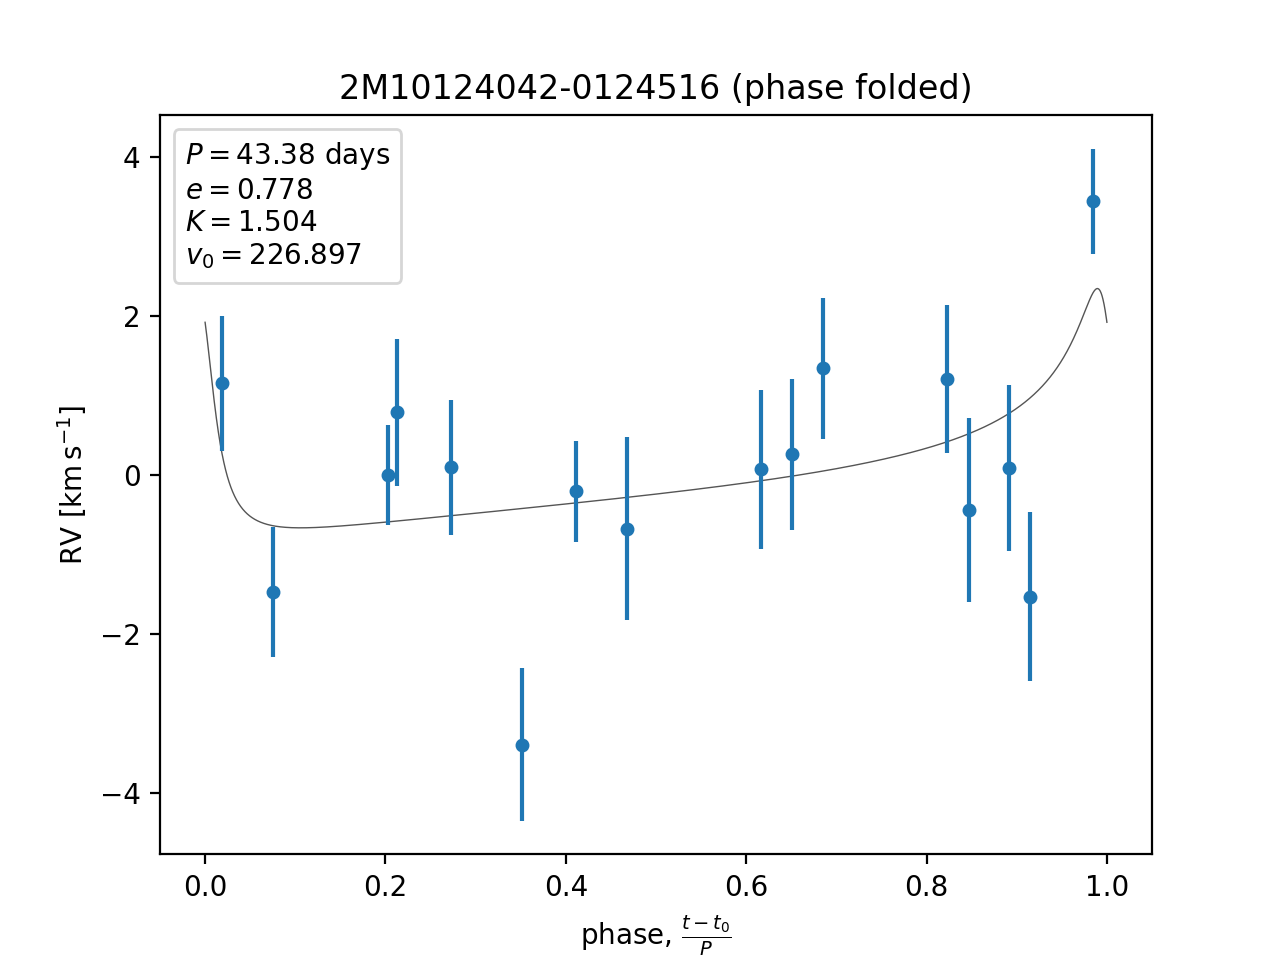 2M10124042-0124516 (phase folded)
P = 43.38 days
e = 0.778
K = 1.504
v₀ = 226.897
RV [km s⁻¹]
4
2
0
−2
−4
0.0 0.2 0.4 0.6 0.8 1.0
phase, (t − t₀)/P